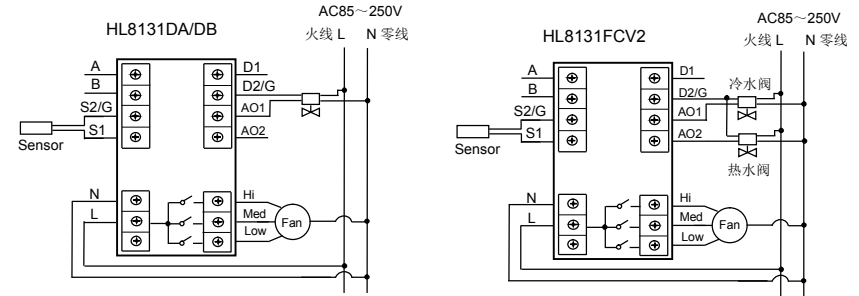 HL8131DA/DB
AC85～250V
火线 L N 零线
A
B
S2/G
S1
Sensor
D1
D2/G
AO1
AO2
N
L
Hi
Med
Low
Fan
HL8131FCV2
AC85～250V
火线 L N 零线
A
B
S2/G
S1
Sensor
D1
D2/G
AO1
AO2
冷水阀
热水阀
N
L
Hi
Med
Low
Fan